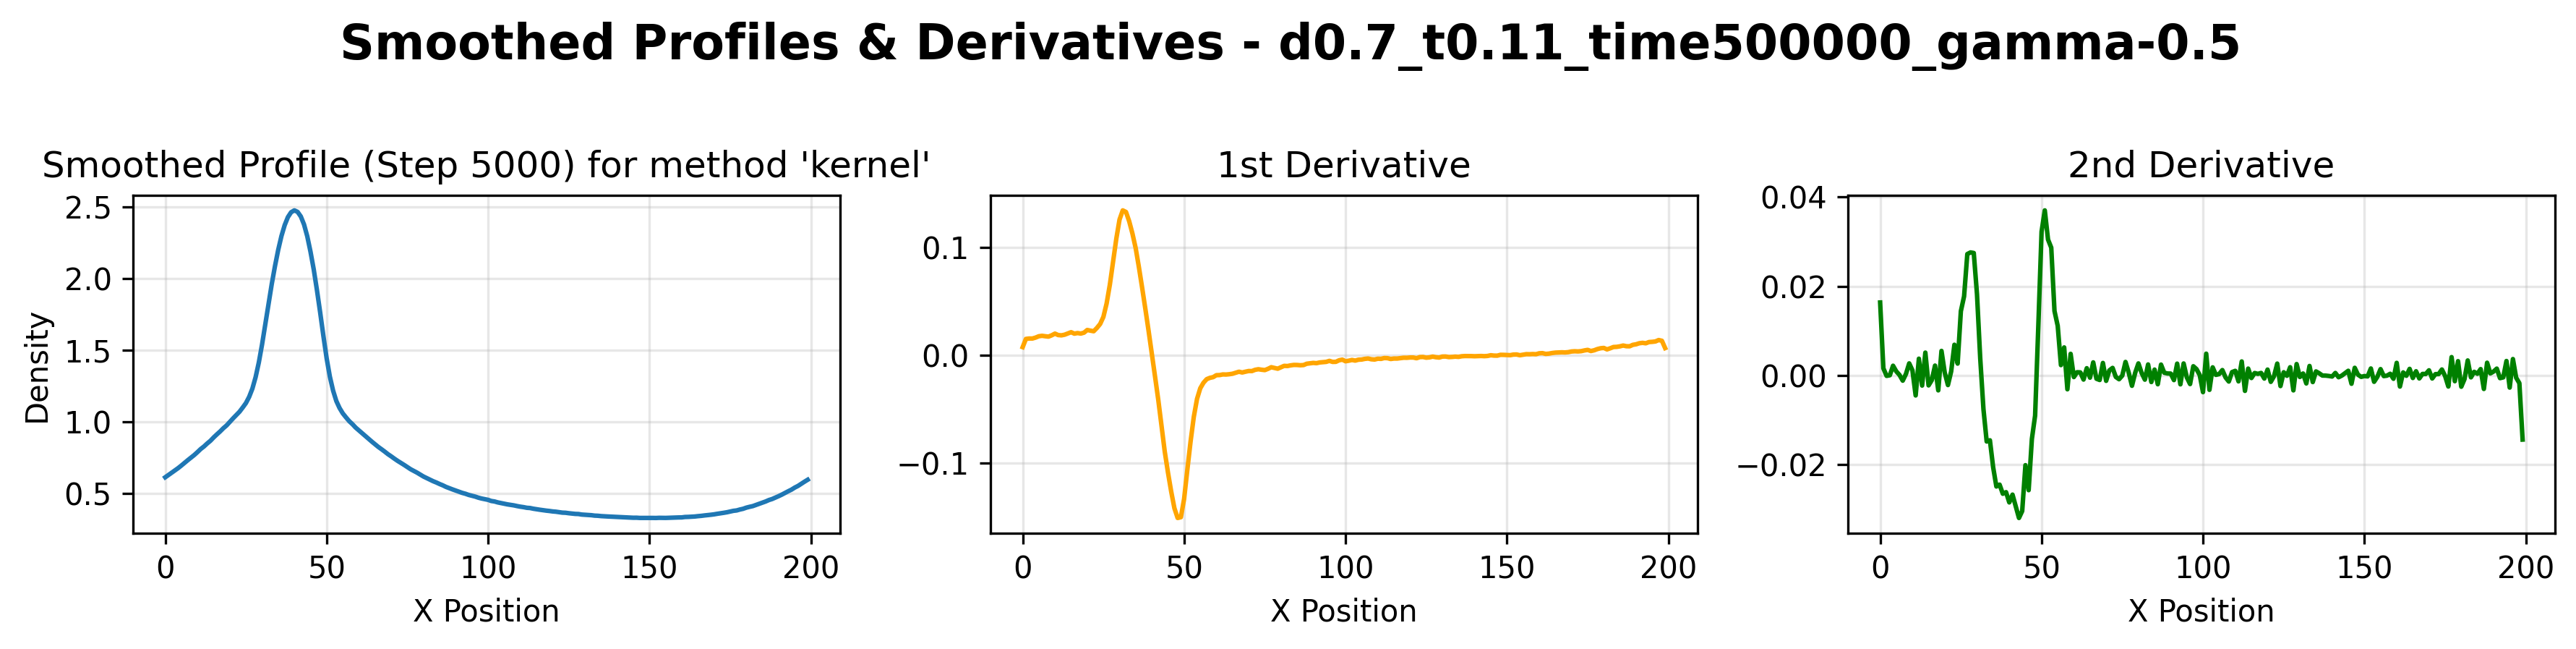 Smoothed Profiles & Derivatives - d0.7_t0.11_time500000_gamma-0.5
Smoothed Profile (Step 5000) for method 'kernel'
Density
2.5
2.0
1.5
1.0
0.5
0 50 100 150 200
X Position
1st Derivative
0.1
0.0
−0.1
0 50 100 150 200
X Position
2nd Derivative
0.04
0.02
0.00
−0.02
0 50 100 150 200
X Position